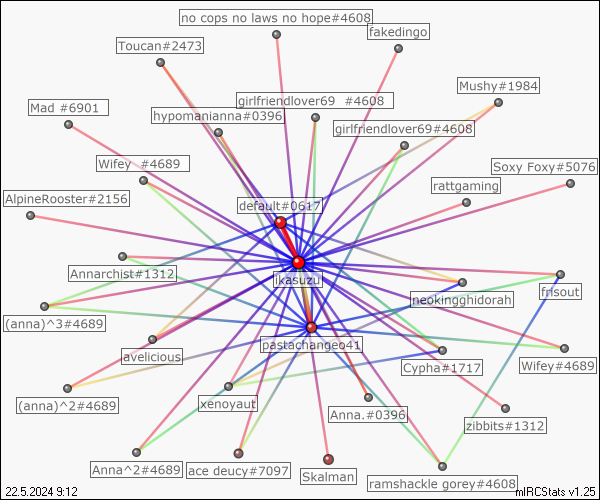 no cops no laws no hope#4608
fakedingo
Toucan#2473
Mushy#1984
girlfriendlover69 #4608
Mad #6901
hypomanianna#0396
girlfriendlover69#4608
Wifey #4689
Soxy Foxy#5076
rattgaming
AlpineRooster#2156
default#0617
Annarchist#1312
ikasuzu
frisout
neokingghidorah
(anna)^3#4689
avelicious
pastachangeo41
Cypha#1717
Wifey#4689
(anna)^2#4689
xenoyaut
Anna.#0396
zibbits#1312
Anna^2#4689
ace deucy#7097
Skalman
ramshackle gorey#4608
22.5.2024 9:12
mIRCStats v1.25